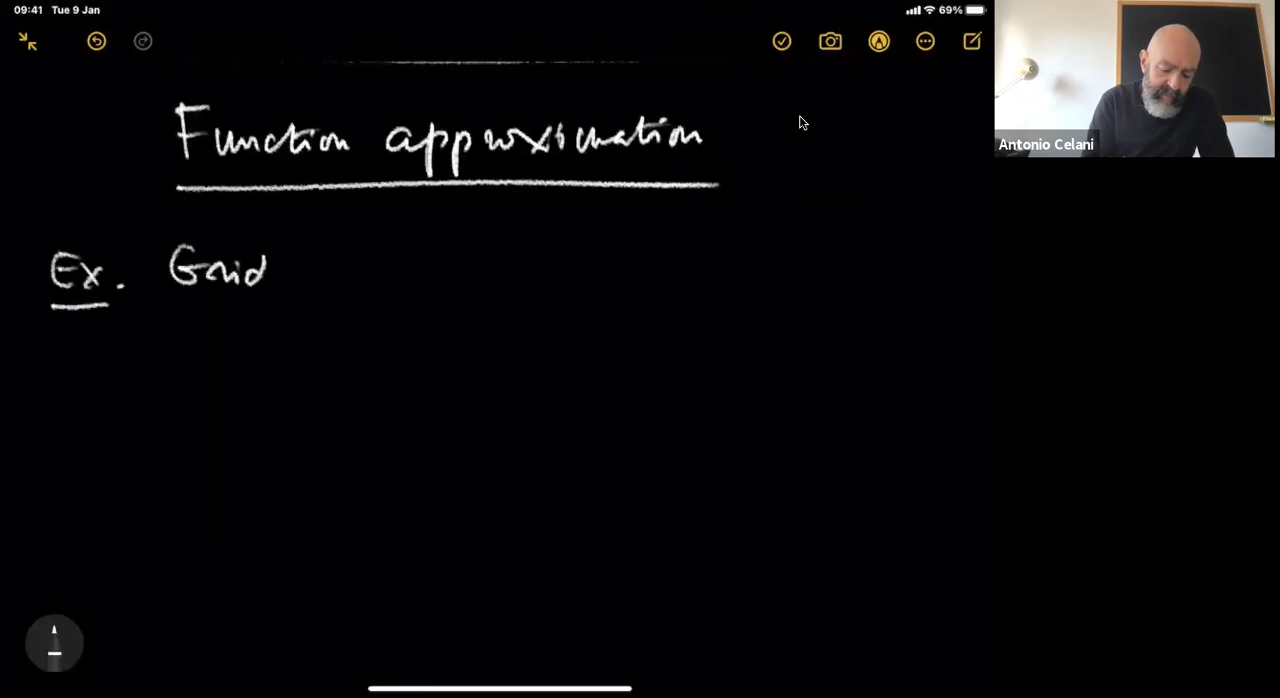 09:41 Tue 9 Jan 69%
Antonio Celani
Function approximation
Ex. Grid